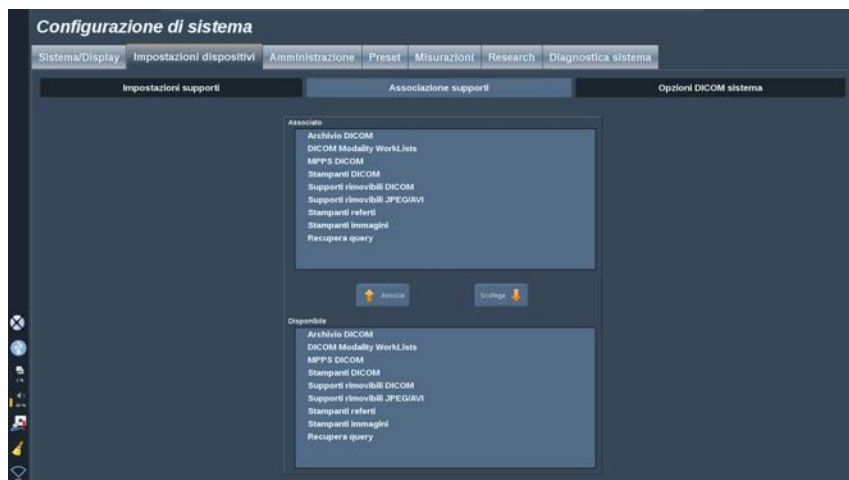 Configurazione di sistema
Sistema/Display Impostazioni dispositivi Amministrazione Preset Misurazioni Research Diagnostica sistema
Impostazioni supporti Associazione supporti Opzioni DICOM sistema
Associato
Archivio DICOM
DICOM Modality WorkLists
MPPS DICOM
Stampanti DICOM
Supporti rimovibili DICOM
Supporti rimovibili JPEG/AVI
Stampanti referti
Stampanti immagini
Recupera query
Associa Scollega
Disponibile
Archivio DICOM
DICOM Modality WorkLists
MPPS DICOM
Stampanti DICOM
Supporti rimovibili DICOM
Supporti rimovibili JPEG/AVI
Stampanti referti
Stampanti immagini
Recupera query